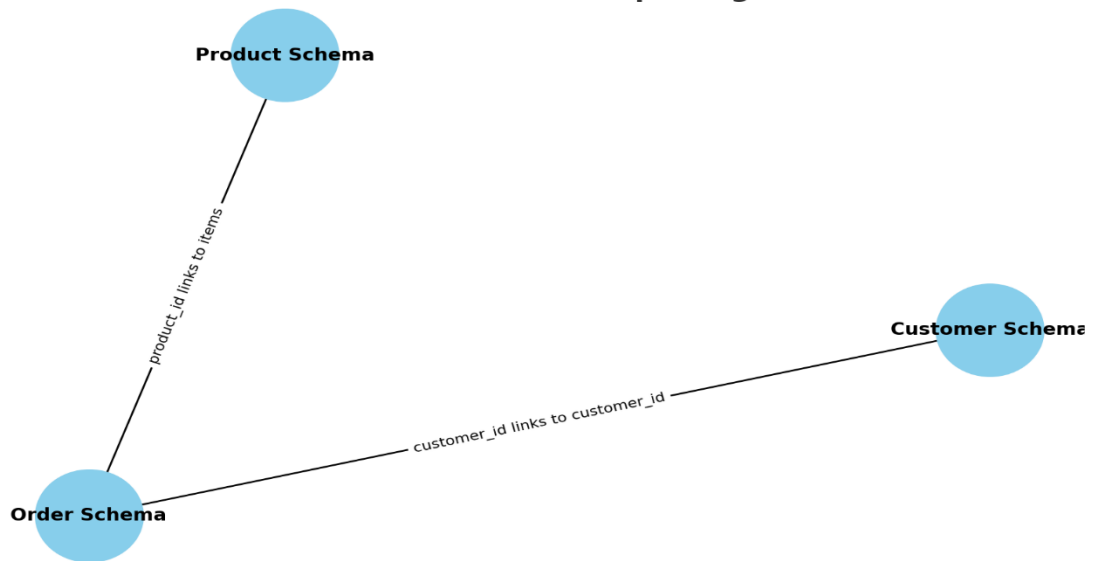 Product Schema
product_id links to items
Customer Schema
customer_id links to customer_id
Order Schema